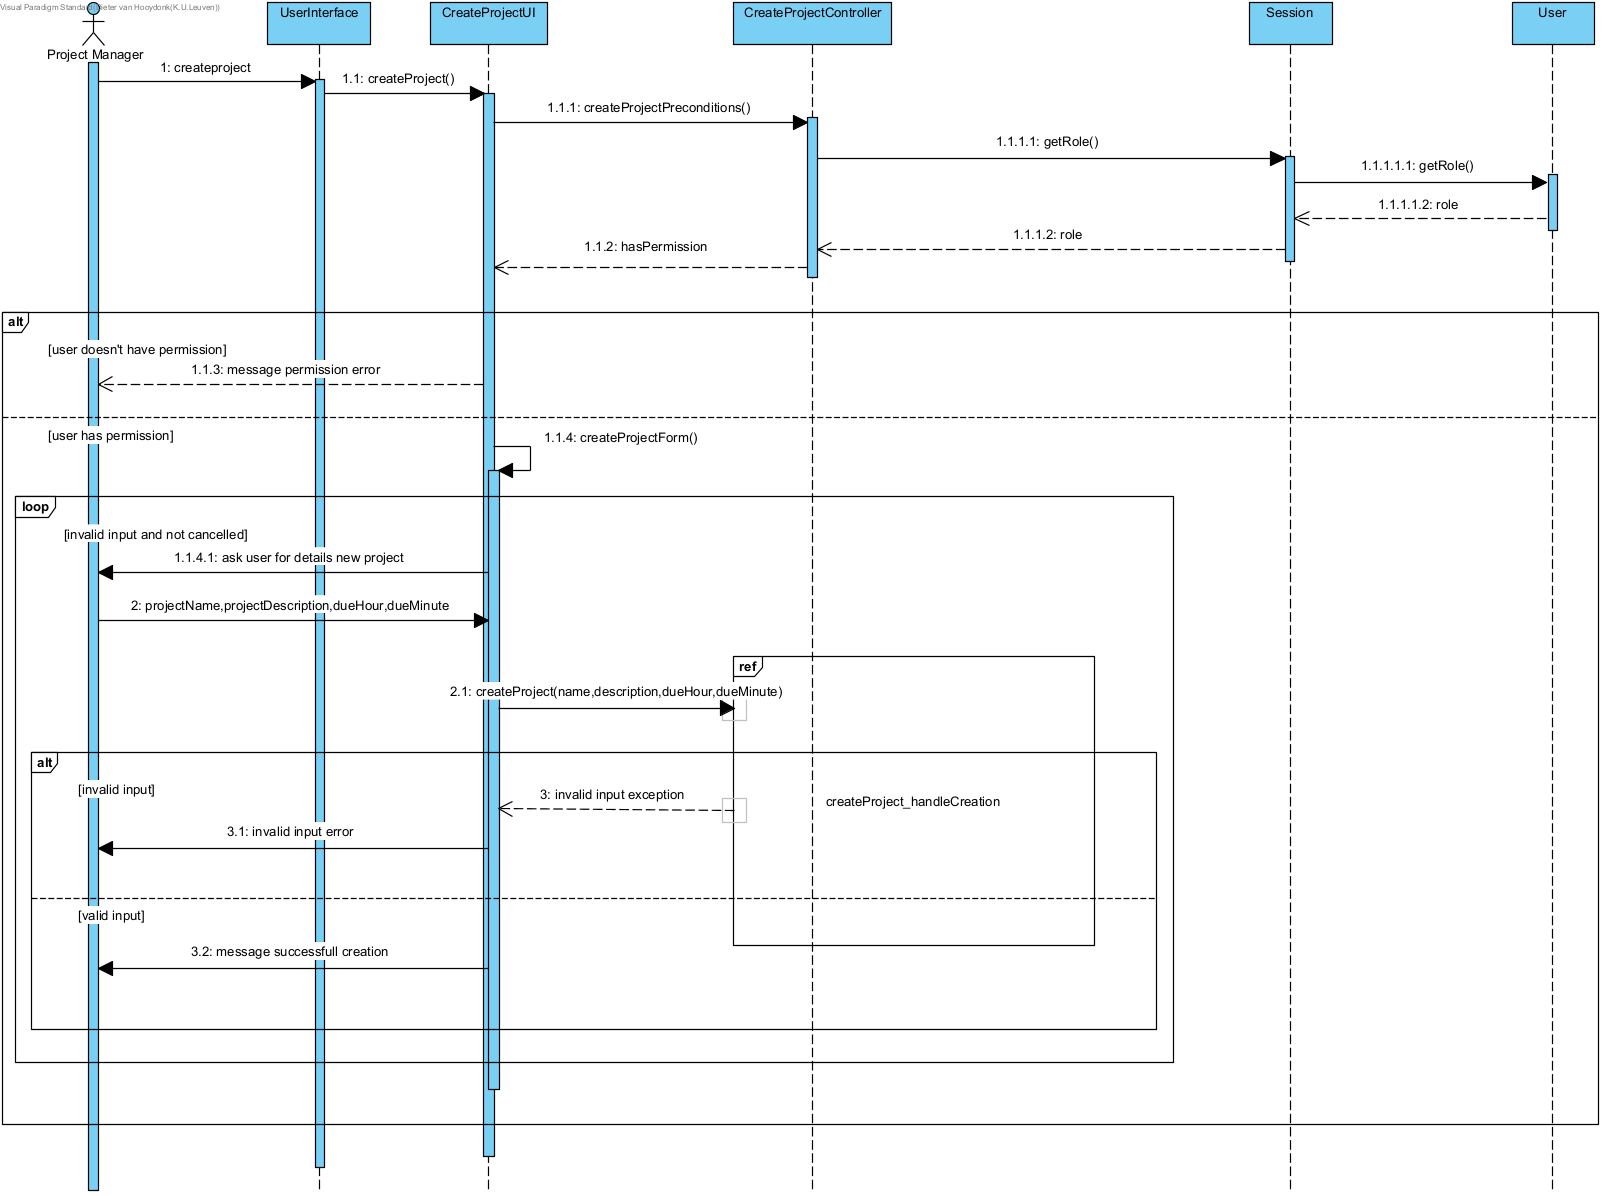 Visual Paradigm Standard(Pieter van Hooydonk(K.U.Leuven))
Project Manager
UserInterface
CreateProjectUI
CreateProjectController
Session
User
1: createproject
1.1: createProject()
1.1.1: createProjectPreconditions()
1.1.1.1: getRole()
1.1.1.1.1: getRole()
1.1.1.1.2: role
1.1.1.2: role
1.1.2: hasPermission
alt
[user doesn't have permission]
1.1.3: message permission error
[user has permission]
1.1.4: createProjectForm()
loop
[invalid input and not cancelled]
1.1.4.1: ask user for details new project
2: projectName,projectDescription,dueHour,dueMinute
ref
2.1: createProject(name,description,dueHour,dueMinute)
alt
[invalid input]
3: invalid input exception
createProject_handleCreation
3.1: invalid input error
[valid input]
3.2: message successfull creation